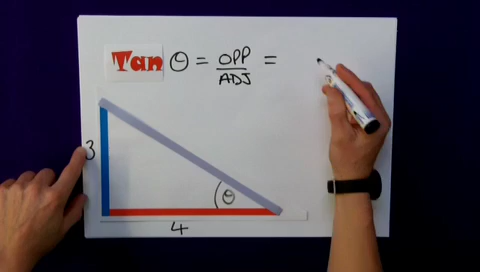 Tan θ = OPP/ADJ =
3
θ
4